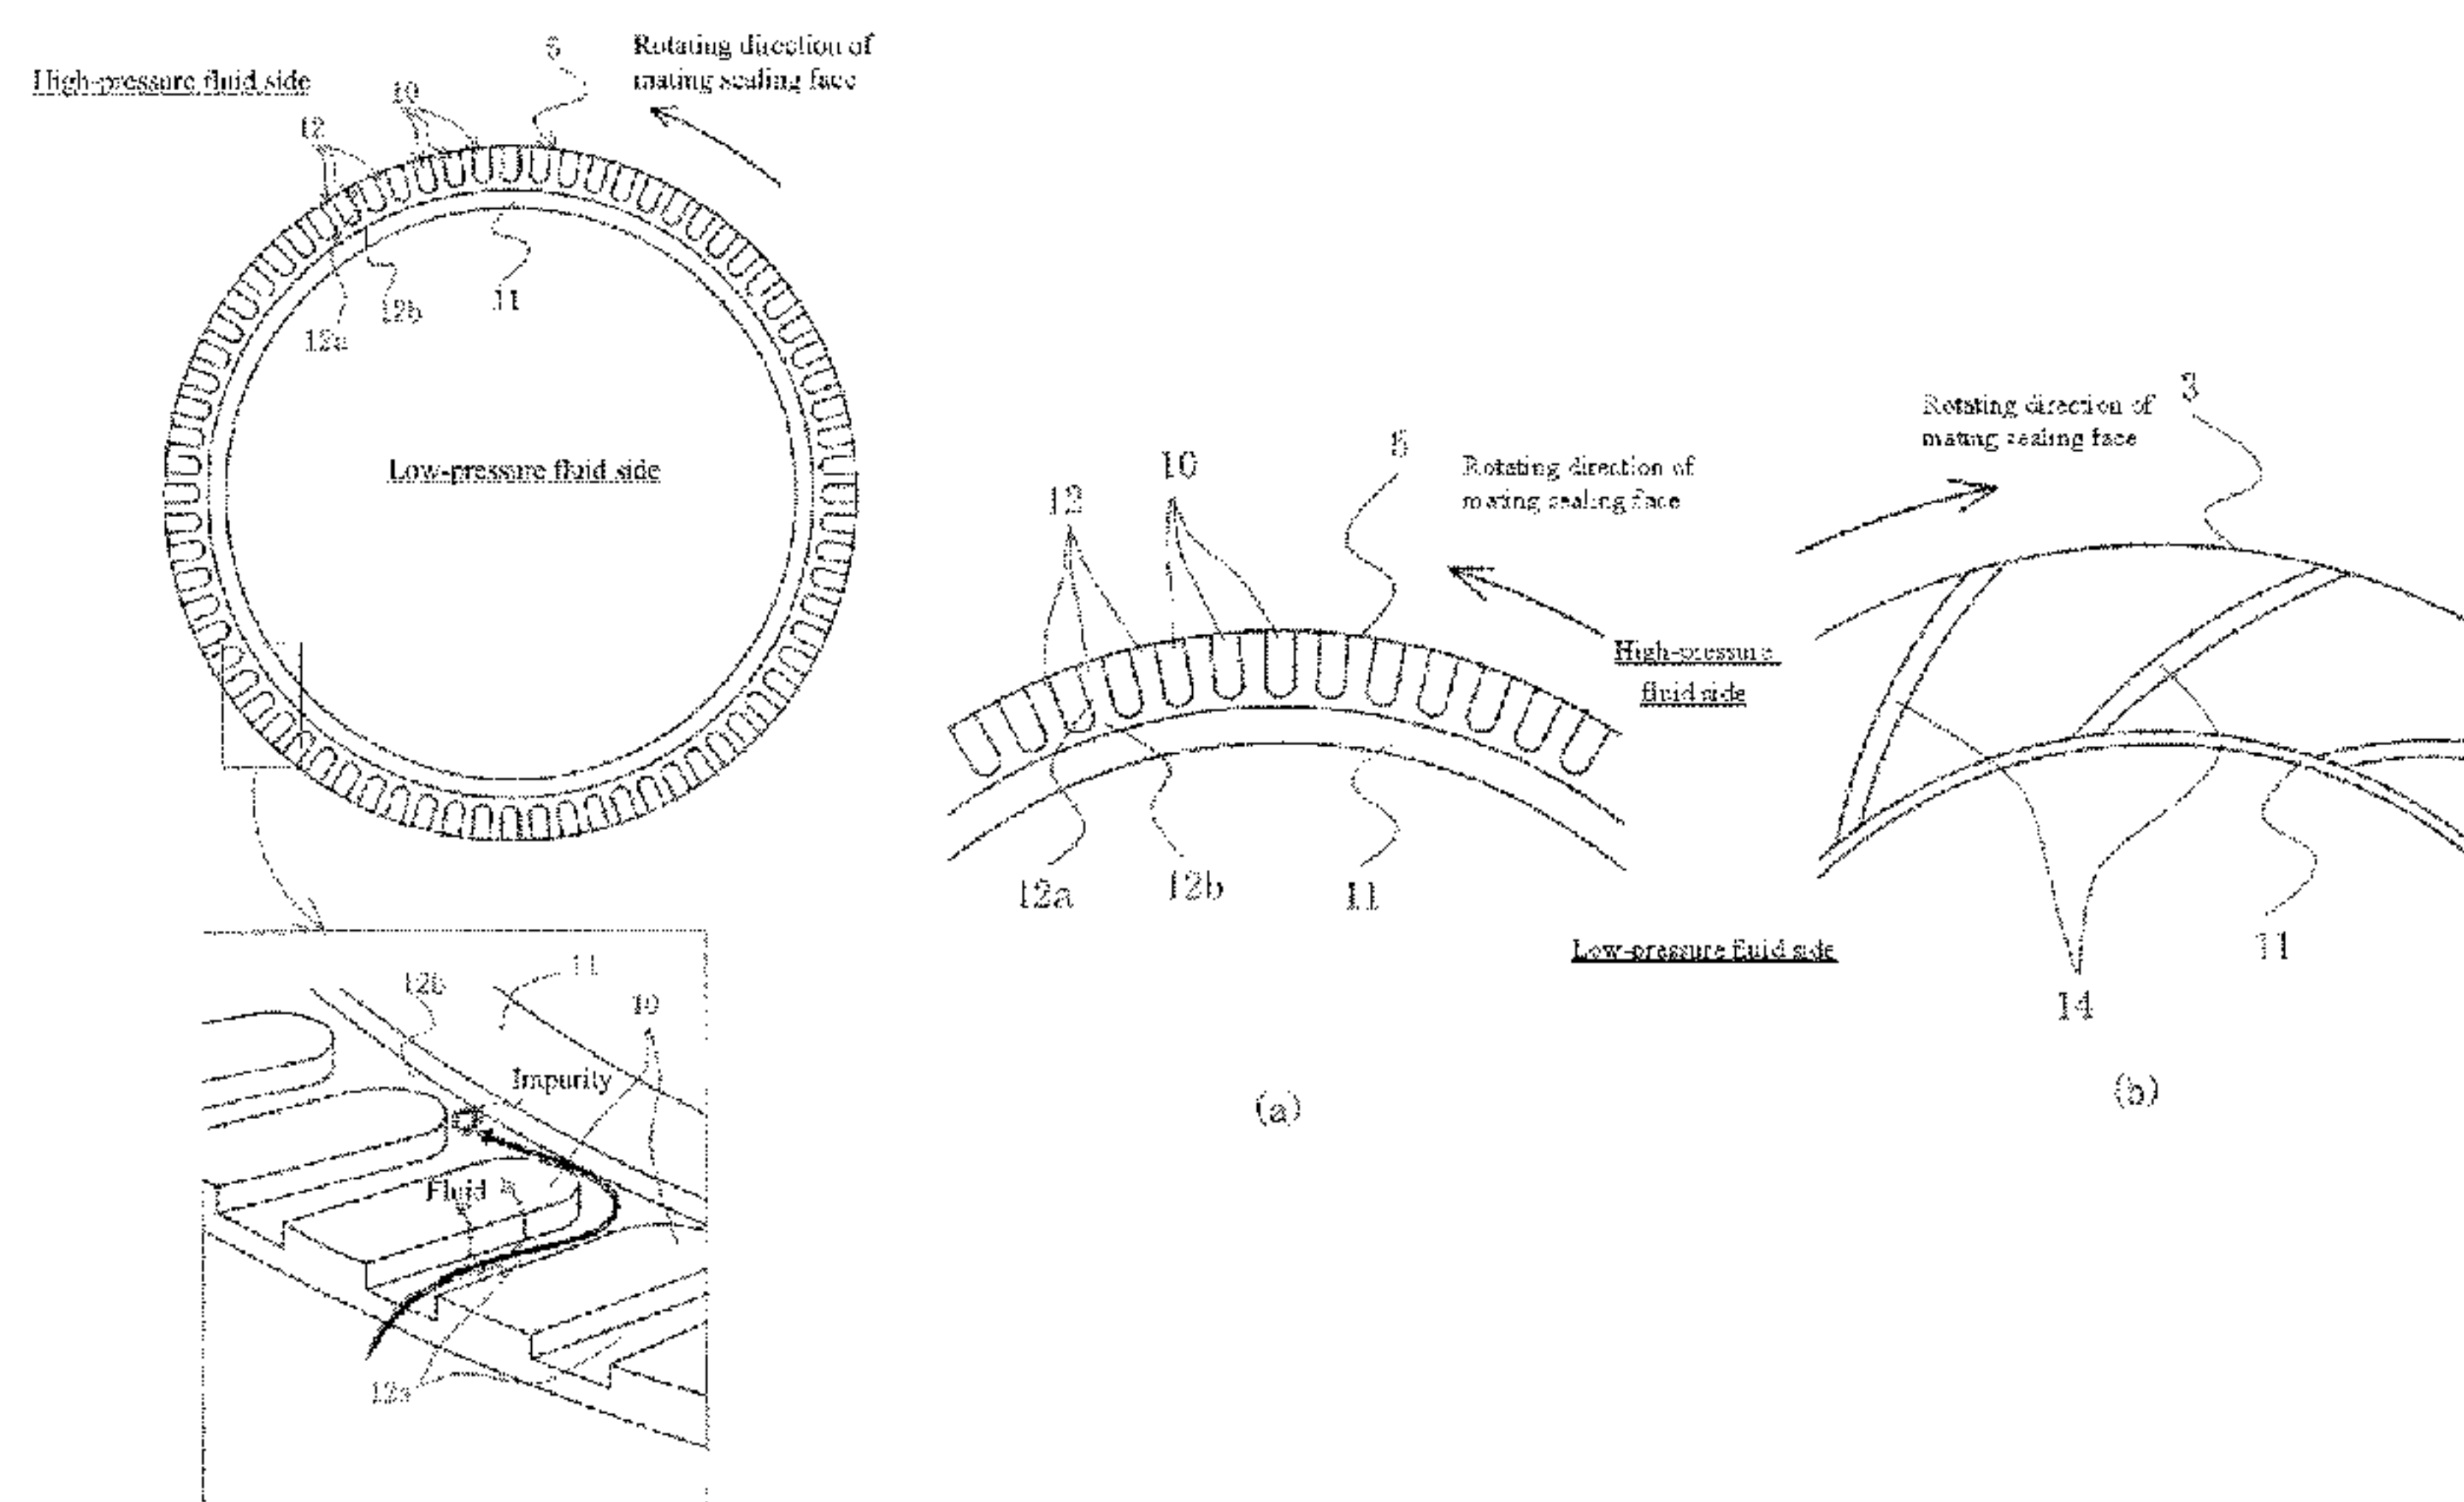 High-pressure fluid side
Rotating direction of
mating sealing face
5
10
12
11
12b
12a
Low-pressure fluid side
12b
11
10
Impurity
Fluid
12a
12
10
5
Rotating direction of
mating sealing face
High-pressure
fluid side
12a
12b
11
Low-pressure fluid side
(a)
Rotating direction of
mating sealing face
3
11
14
(b)